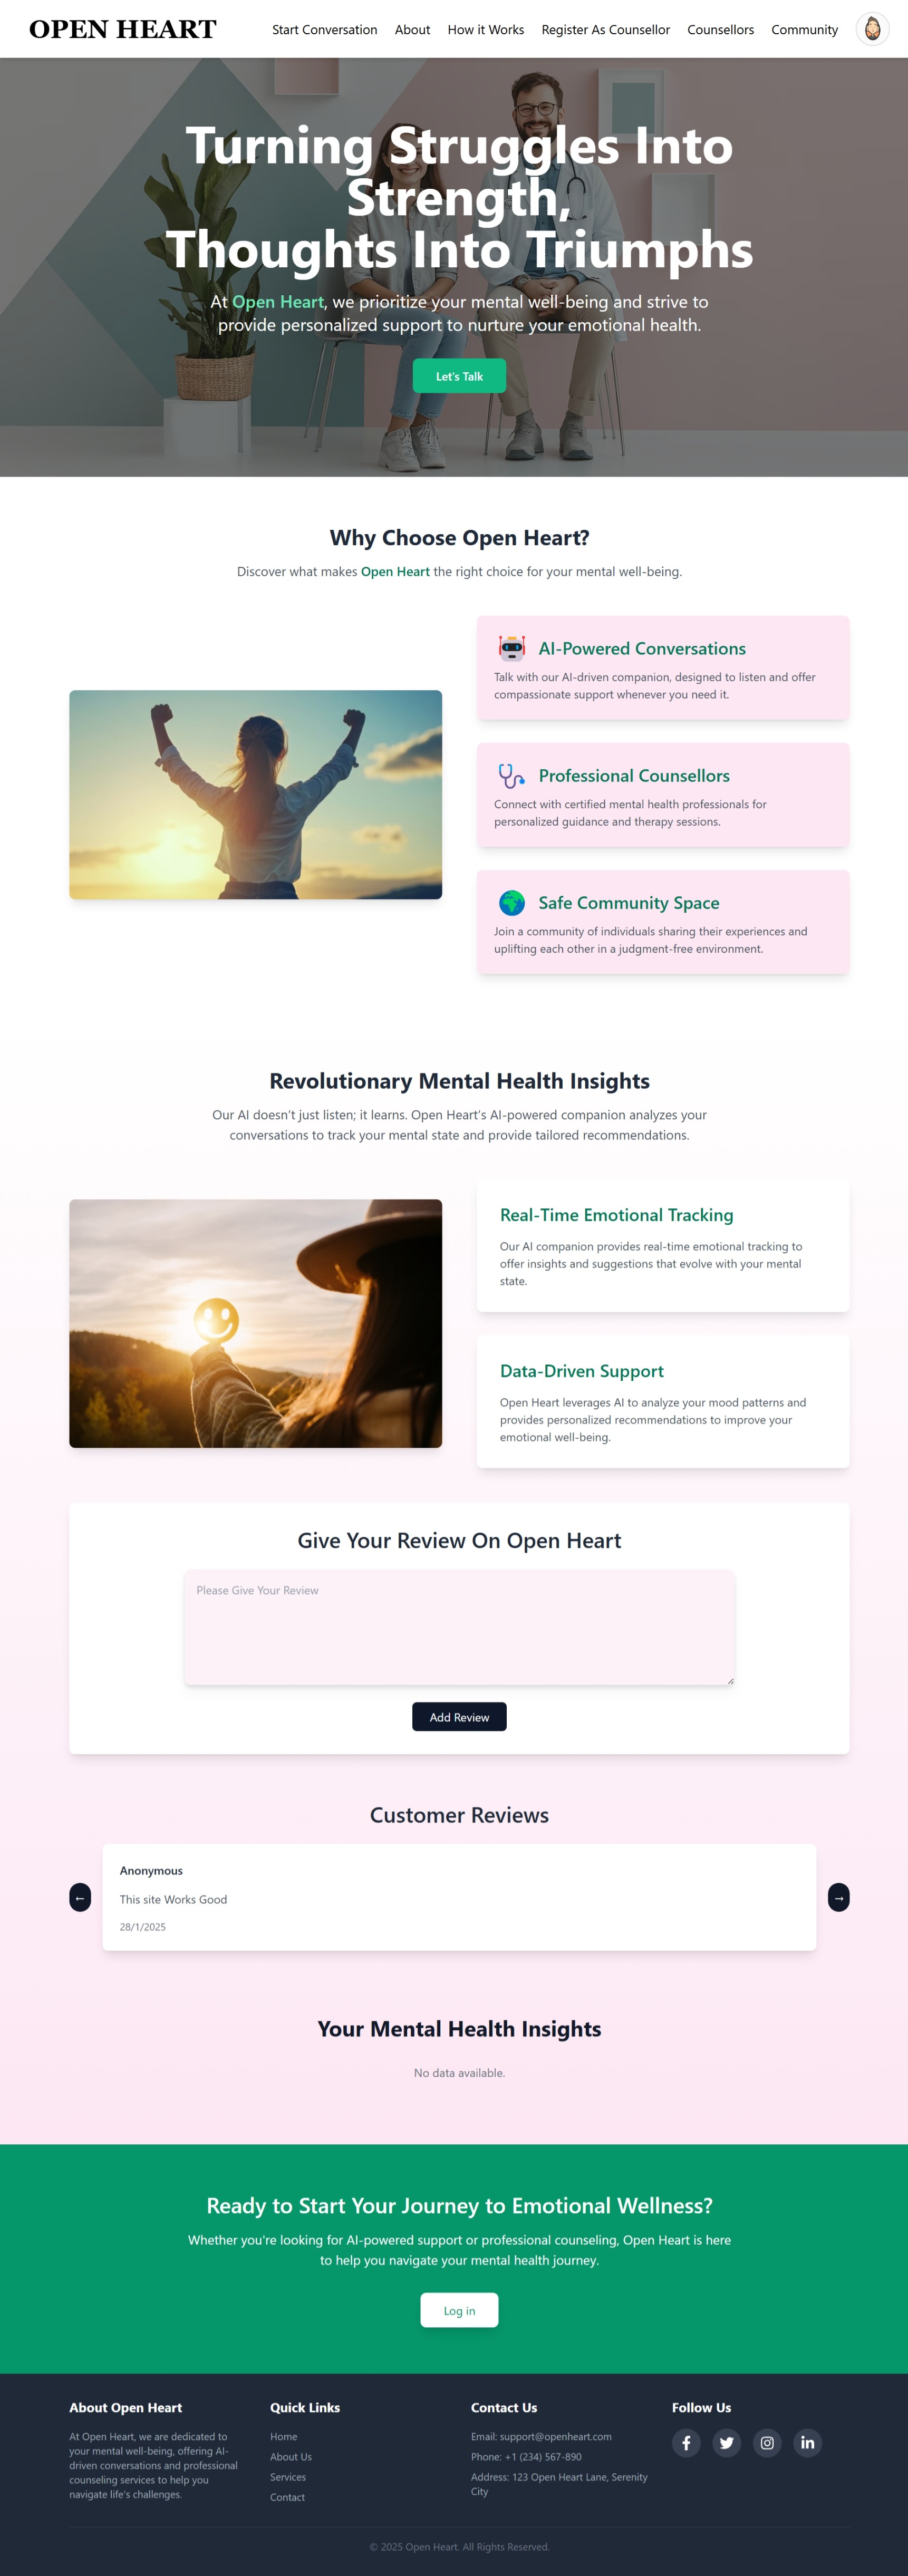 OPEN HEART
Start Conversation About How it Works Register As Counsellor Counsellors Community
Turning Struggles Into
Strength,
Thoughts Into Triumphs
At Open Heart, we prioritize your mental well-being and strive to
provide personalized support to nurture your emotional health.
Let's Talk
Why Choose Open Heart?
Discover what makes Open Heart the right choice for your mental well-being.
AI-Powered Conversations
Talk with our AI-driven companion, designed to listen and offer
compassionate support whenever you need it.
Professional Counsellors
Connect with certified mental health professionals for
personalized guidance and therapy sessions.
Safe Community Space
Join a community of individuals sharing their experiences and
uplifting each other in a judgment-free environment.
Revolutionary Mental Health Insights
Our AI doesn't just listen; it learns. Open Heart's AI-powered companion analyzes your
conversations to track your mental state and provide tailored recommendations.
Real-Time Emotional Tracking
Our AI companion provides real-time emotional tracking to
offer insights and suggestions that evolve with your mental
state.
Data-Driven Support
Open Heart leverages AI to analyze your mood patterns and
provides personalized recommendations to improve your
emotional well-being.
Give Your Review On Open Heart
Please Give Your Review
Add Review
Customer Reviews
Anonymous
This site Works Good
28/1/2025
←
→
Your Mental Health Insights
No data available.
Ready to Start Your Journey to Emotional Wellness?
Whether you're looking for AI-powered support or professional counseling, Open Heart is here
to help you navigate your mental health journey.
Log in
About Open Heart
At Open Heart, we are dedicated to
your mental well-being, offering AI-
driven conversations and professional
counseling services to help you
navigate life's challenges.
Quick Links
Home
About Us
Services
Contact
Contact Us
Email: support@openheart.com
Phone: +1 (234) 567-890
Address: 123 Open Heart Lane, Serenity
City
Follow Us
© 2025 Open Heart. All Rights Reserved.